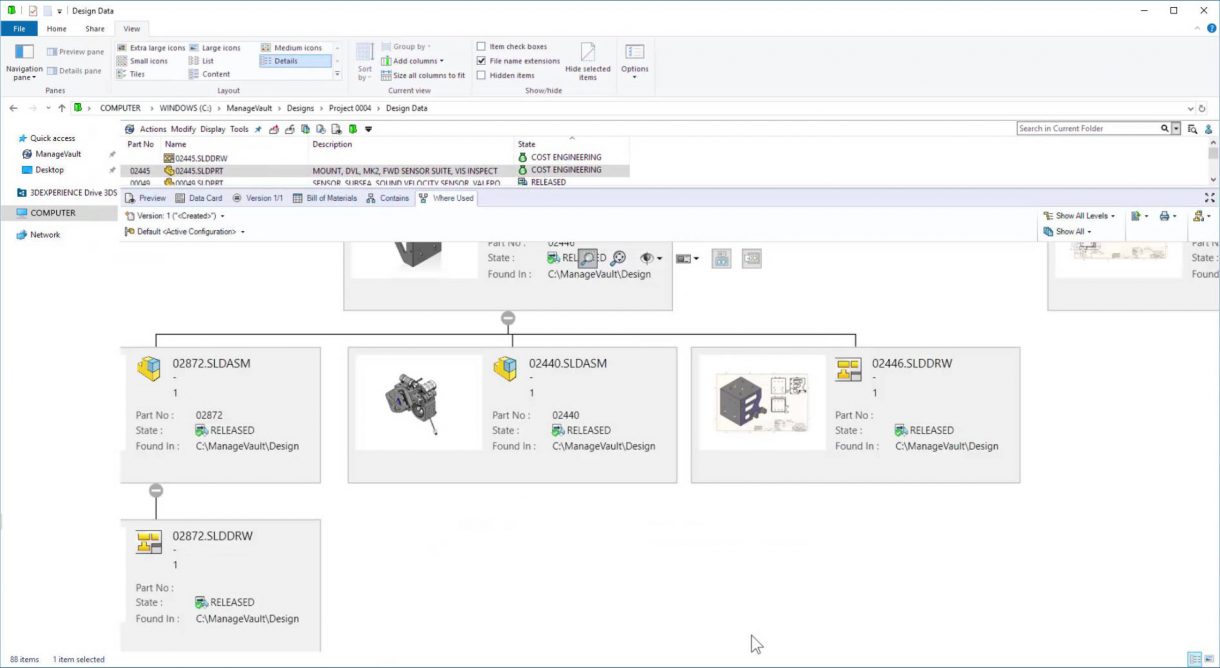 Design Data
File Home Share View
Navigation pane
Preview pane
Details pane
Panes
Extra large icons Large icons Medium icons
Small icons List Details
Tiles Content
Layout
Sort by
Group by
Add columns
Size all columns to fit
Current view
Item check boxes
File name extensions
Hidden items
Hide selected items
Show/hide
Options
COMPUTER > WINDOWS (C:) > ManageVault > Designs > Project 0004 > Design Data
Quick access
ManageVault
Desktop
3DEXPERIENCE Drive 3DS
COMPUTER
Network
Actions Modify Display Tools
Search in Current Folder
Part No Name Description State
02445.SLDDRW COST ENGINEERING
02445 02445.SLDPRT MOUNT, DVL, MK2, FWD SENSOR SUITE, VIS INSPECT COST ENGINEERING
00049 00049.SLDPRT SENSOR, SUBSEA, SOUND VELOCITY SENSOR, VALEPO RELEASED
Preview Data Card Version 1/1 Bill of Materials Contains Where Used
Version: 1 ("<Created>")
Default <Active Configuration>
Show All Levels
Show All
Part No : 02446
State :
Found In : C:\ManageVault\Design
Part No :
State :
Found
02872.SLDASM
-
1
Part No : 02872
State : RELEASED
Found In : C:\ManageVault\Design
02440.SLDASM
-
1
Part No : 02440
State : RELEASED
Found In : C:\ManageVault\Design
02446.SLDDRW
-
1
Part No :
State : RELEASED
Found In : C:\ManageVault\Design
02872.SLDDRW
-
1
Part No :
State : RELEASED
Found In : C:\ManageVault\Design
88 items 1 item selected